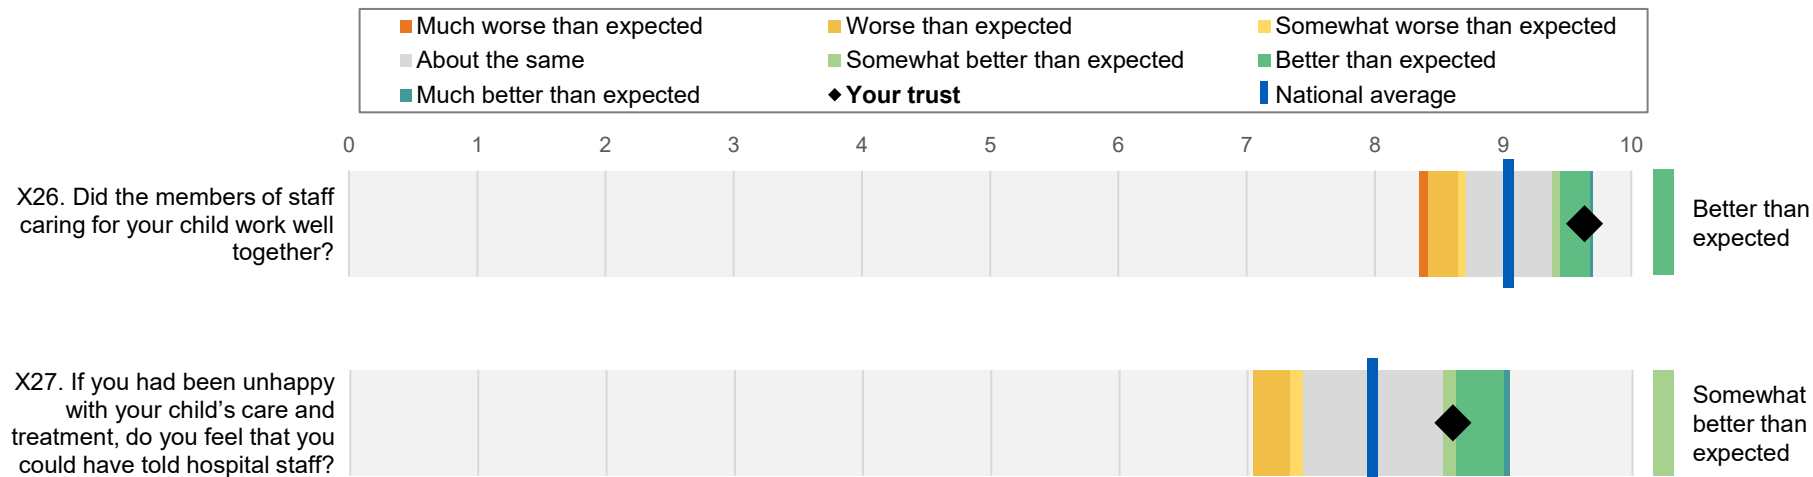 Much worse than expected
Worse than expected
Somewhat worse than expected
About the same
Somewhat better than expected
Better than expected
Much better than expected
Your trust
National average
0 1 2 3 4 5 6 7 8 9 10
X26. Did the members of staff
caring for your child work well
together?
Better than
expected
X27. If you had been unhappy
with your child’s care and
treatment, do you feel that you
could have told hospital staff?
Somewhat
better than
expected